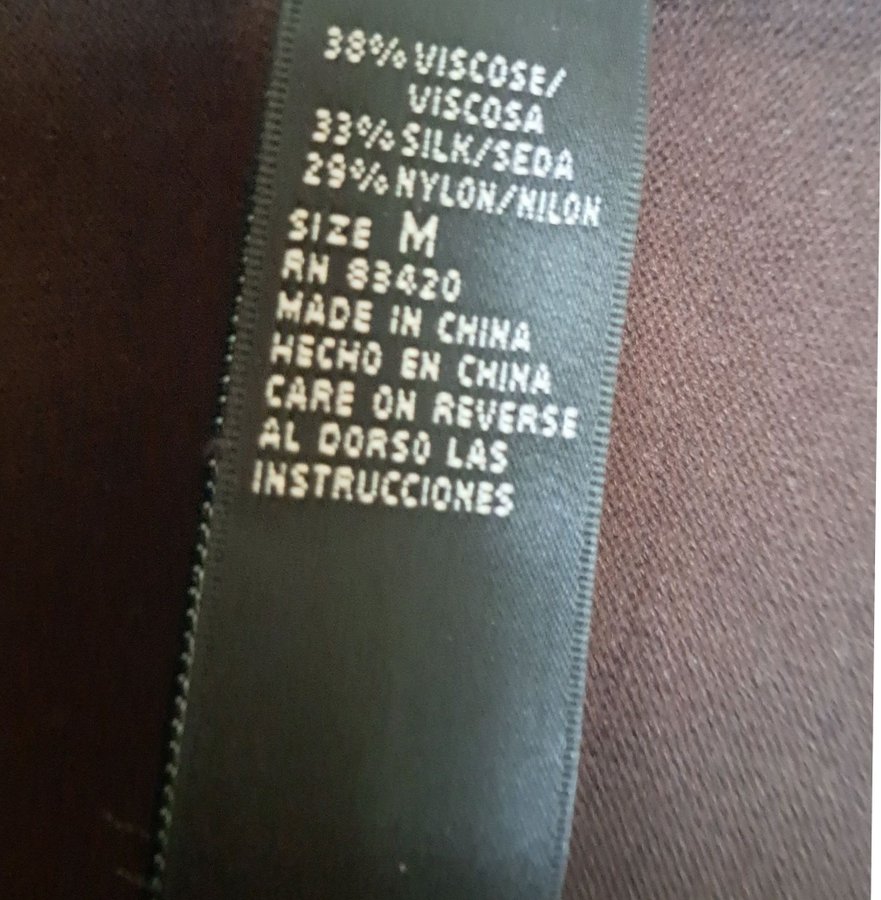 38% VISCOSE/
VISCOSA
33% SILK/SEDA
29% NYLON/NILON
SIZE M
RN 83420
MADE IN CHINA
HECHO EN CHINA
CARE ON REVERSE
AL DORSO LAS
INSTRUCCIONES